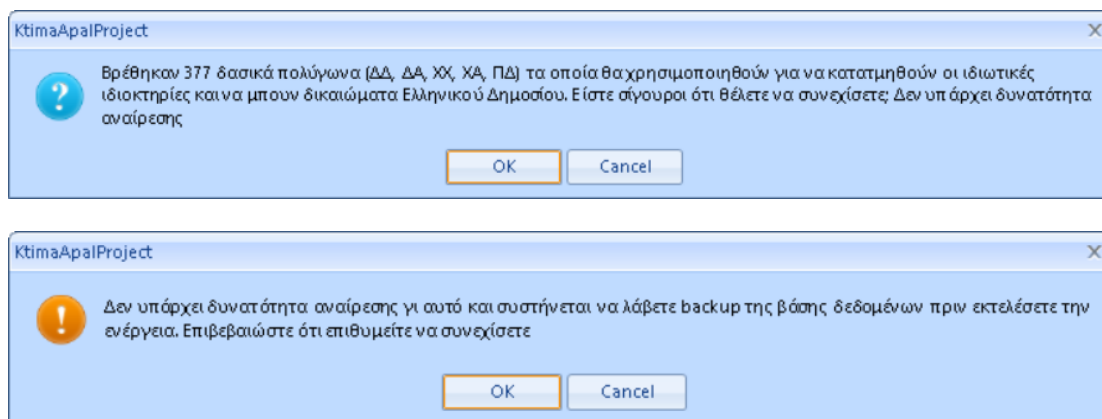 KtimaApalProject
Βρέθηκαν 377 δασικά πολύγωνα (ΔΔ, ΔΑ, ΧΧ, ΧΑ, ΠΔ) τα οποία θα χρησιμοποιηθούν για να κατατμηθούν οι ιδιωτικές
ιδιοκτηρίες και να μπουν δικαιώματα Ελληνικού Δημοσίου. Είστε σίγουροι ότι θέλετε να συνεχίσετε; Δεν υπάρχει δυνατότητα
αναίρεσης
OK Cancel
KtimaApalProject
Δεν υπάρχει δυνατότητα αναίρεσης γι αυτό και συστήνεται να λάβετε backup της βάσης δεδομένων πριν εκτελέσετε την
ενέργεια. Επιβεβαιώστε ότι επιθυμείτε να συνεχίσετε
OK Cancel